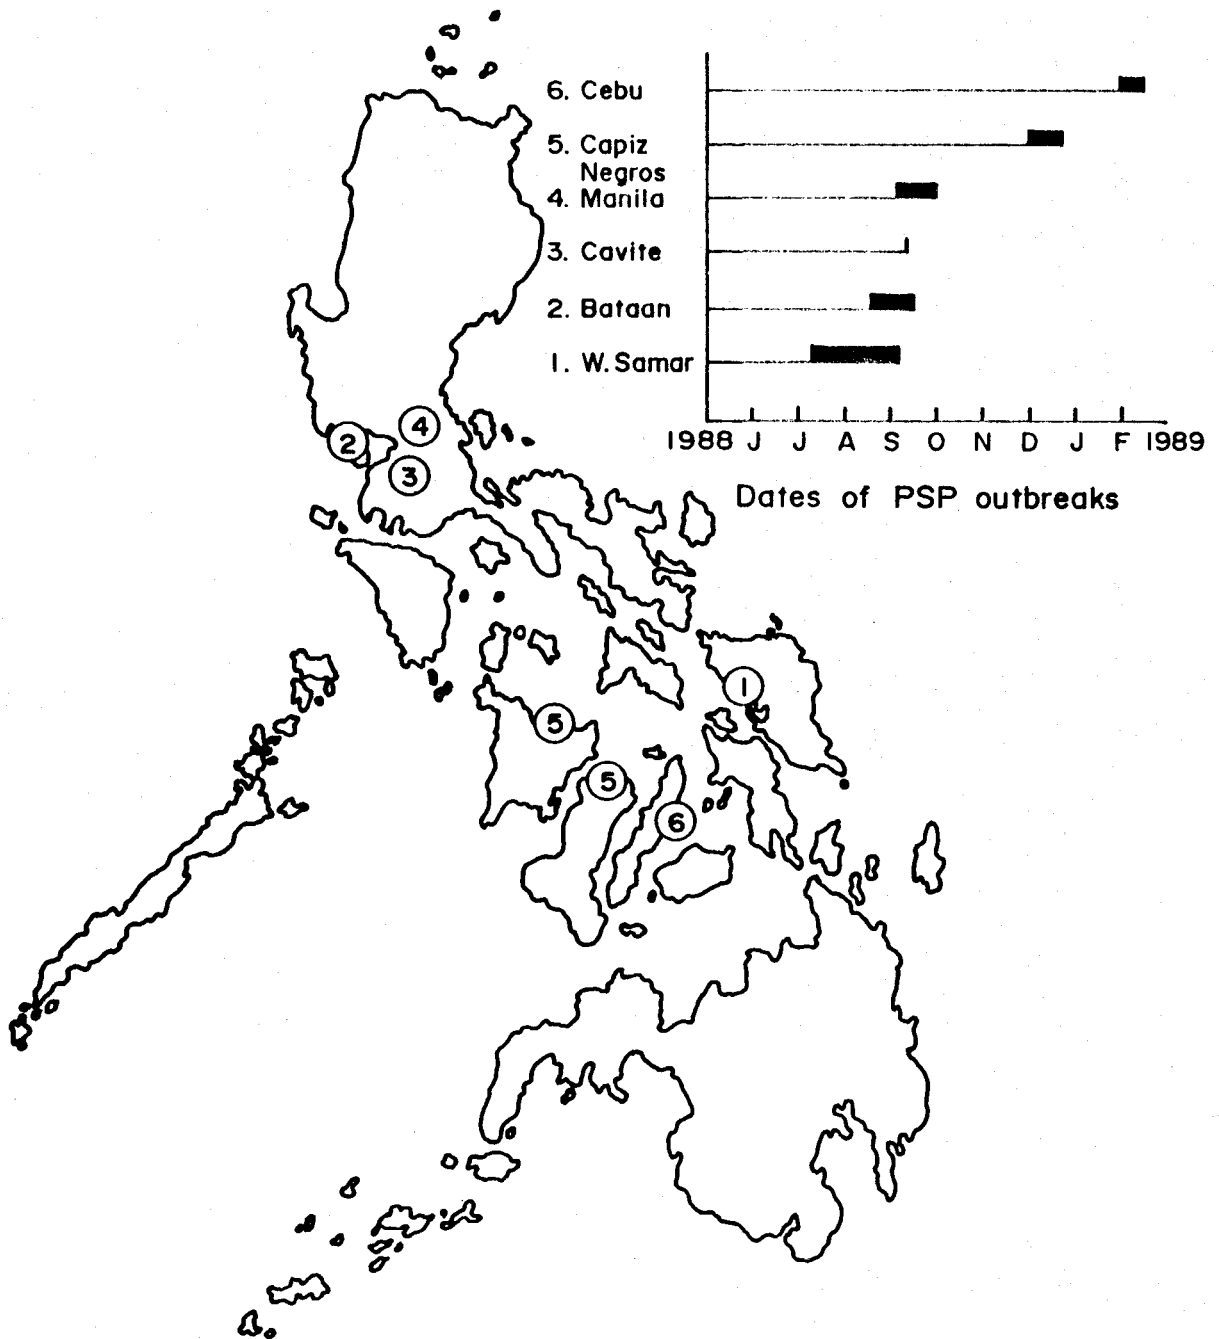 6. Cebu
5. Capiz
Negros
4. Manila
3. Cavite
2. Bataan
1. W. Samar
1988 J J A S O N D J F 1989
Dates of PSP outbreaks
4
2
3
1
5
5
6